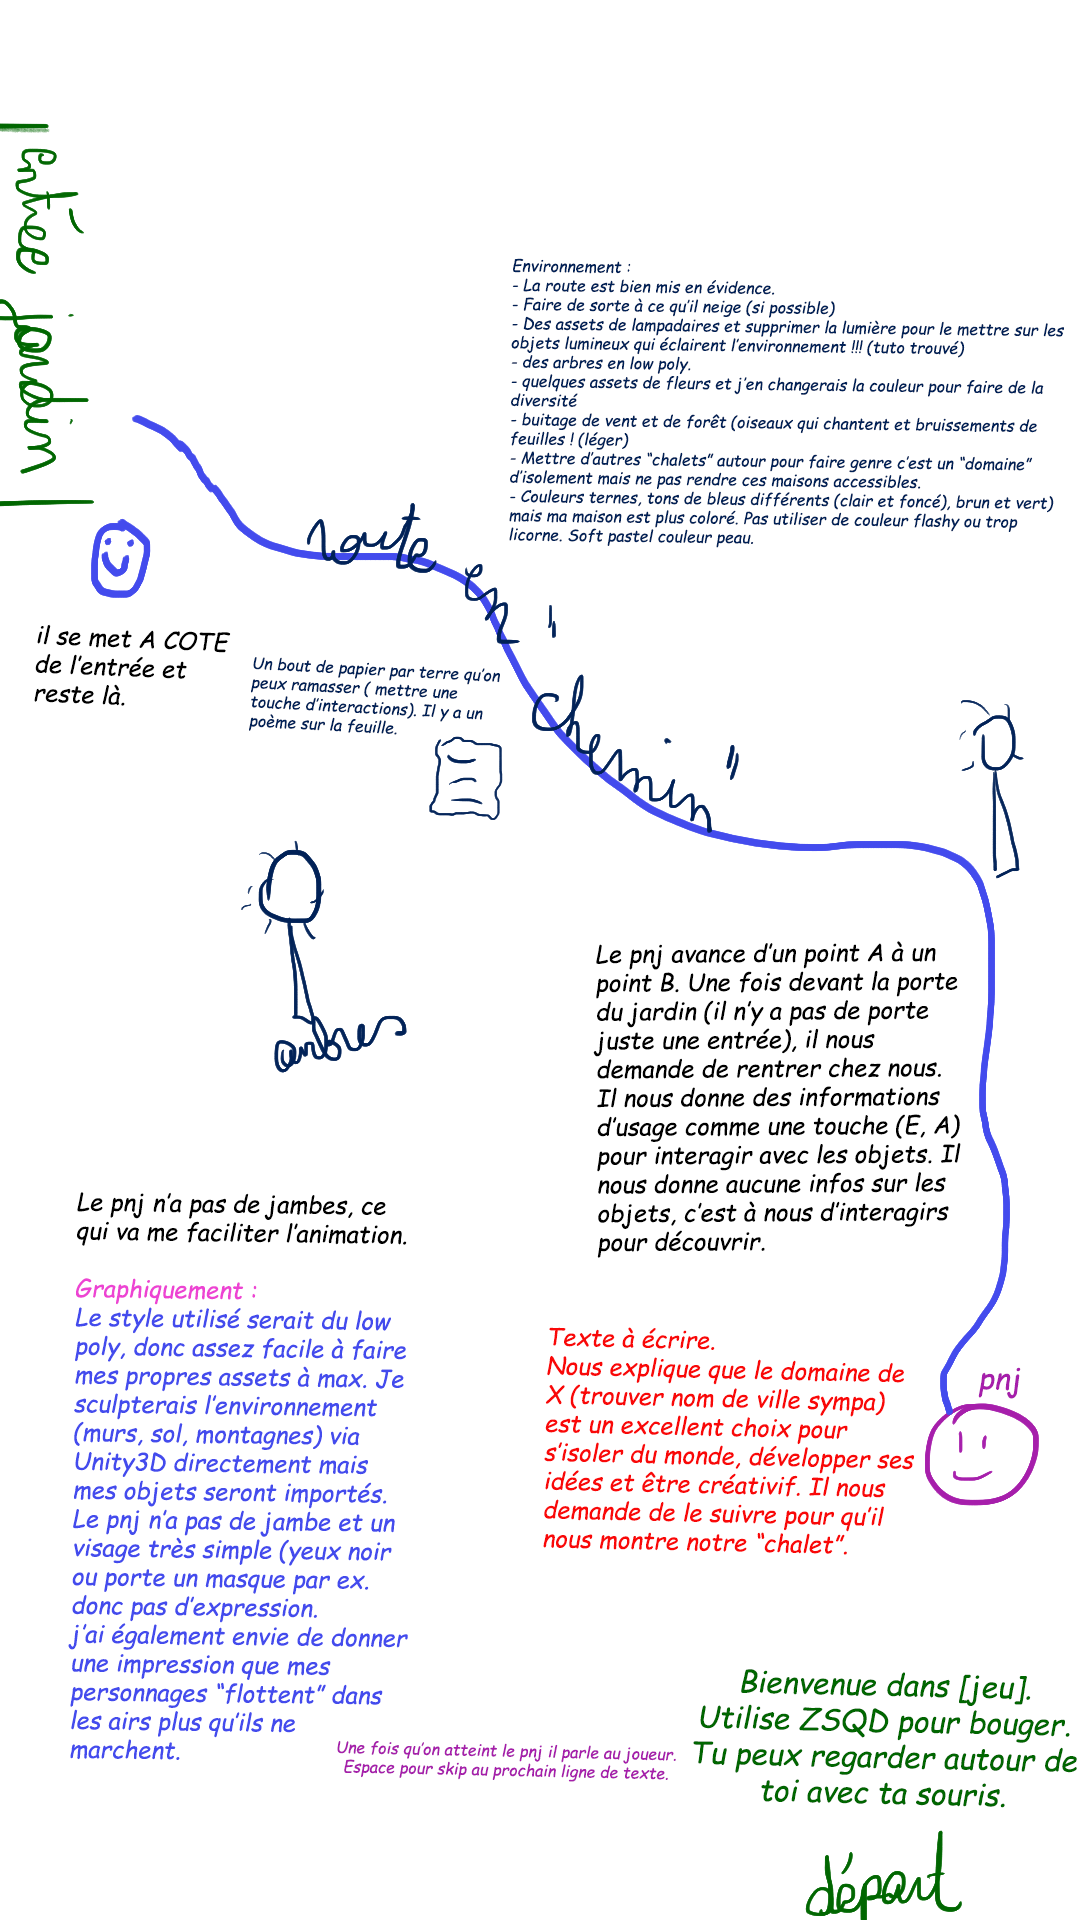 Entrée jardin
Environnement :
- La route est bien mis en évidence.
- Faire de sorte à ce qu'il neige (si possible)
- Des assets de lampadaires et supprimer la lumière pour le mettre sur les
objets lumineux qui éclairent l'environnement !!! (tuto trouvé)
- des arbres en low poly.
- quelques assets de fleurs et j'en changerais la couleur pour faire de la
diversité
- buitage de vent et de forêt (oiseaux qui chantent et bruissements de
feuilles ! (léger)
- Mettre d'autres "chalets" autour pour faire genre c'est un "domaine"
d'isolement mais ne pas rendre ces maisons accessibles.
- Couleurs ternes, tons de bleus différents (clair et foncé), brun et vert)
mais ma maison est plus coloré. Pas utiliser de couleur flashy ou trop
licorne. Soft pastel couleur peau.
route en "chemin"
il se met A COTE
de l'entrée et
reste là.
Un bout de papier par terre qu'on
peux ramasser ( mettre une
touche d'interactions). Il y a un
poème sur la feuille.
arbres
Le pnj avance d'un point A à un
point B. Une fois devant la porte
du jardin (il n'y a pas de porte
juste une entrée), il nous
demande de rentrer chez nous.
Il nous donne des informations
d'usage comme une touche (E, A)
pour interagir avec les objets. Il
nous donne aucune infos sur les
objets, c'est à nous d'interagirs
pour découvrir.
Le pnj n'a pas de jambes, ce
qui va me faciliter l'animation.
Graphiquement :
Le style utilisé serait du low
poly, donc assez facile à faire
mes propres assets à max. Je
sculpterais l'environnement
(murs, sol, montagnes) via
Unity3D directement mais
mes objets seront importés.
Le pnj n'a pas de jambe et un
visage très simple (yeux noir
ou porte un masque par ex.
donc pas d'expression.
j'ai également envie de donner
une impression que mes
personnages "flottent" dans
les airs plus qu'ils ne
marchent.
Texte à écrire.
Nous explique que le domaine de
X (trouver nom de ville sympa)
est un excellent choix pour
s'isoler du monde, développer ses
idées et être créativif. Il nous
demande de le suivre pour qu'il
nous montre notre "chalet".
pnj
Une fois qu'on atteint le pnj il parle au joueur.
Espace pour skip au prochain ligne de texte.
Bienvenue dans [jeu].
Utilise ZSQD pour bouger.
Tu peux regarder autour de
toi avec ta souris.
départ